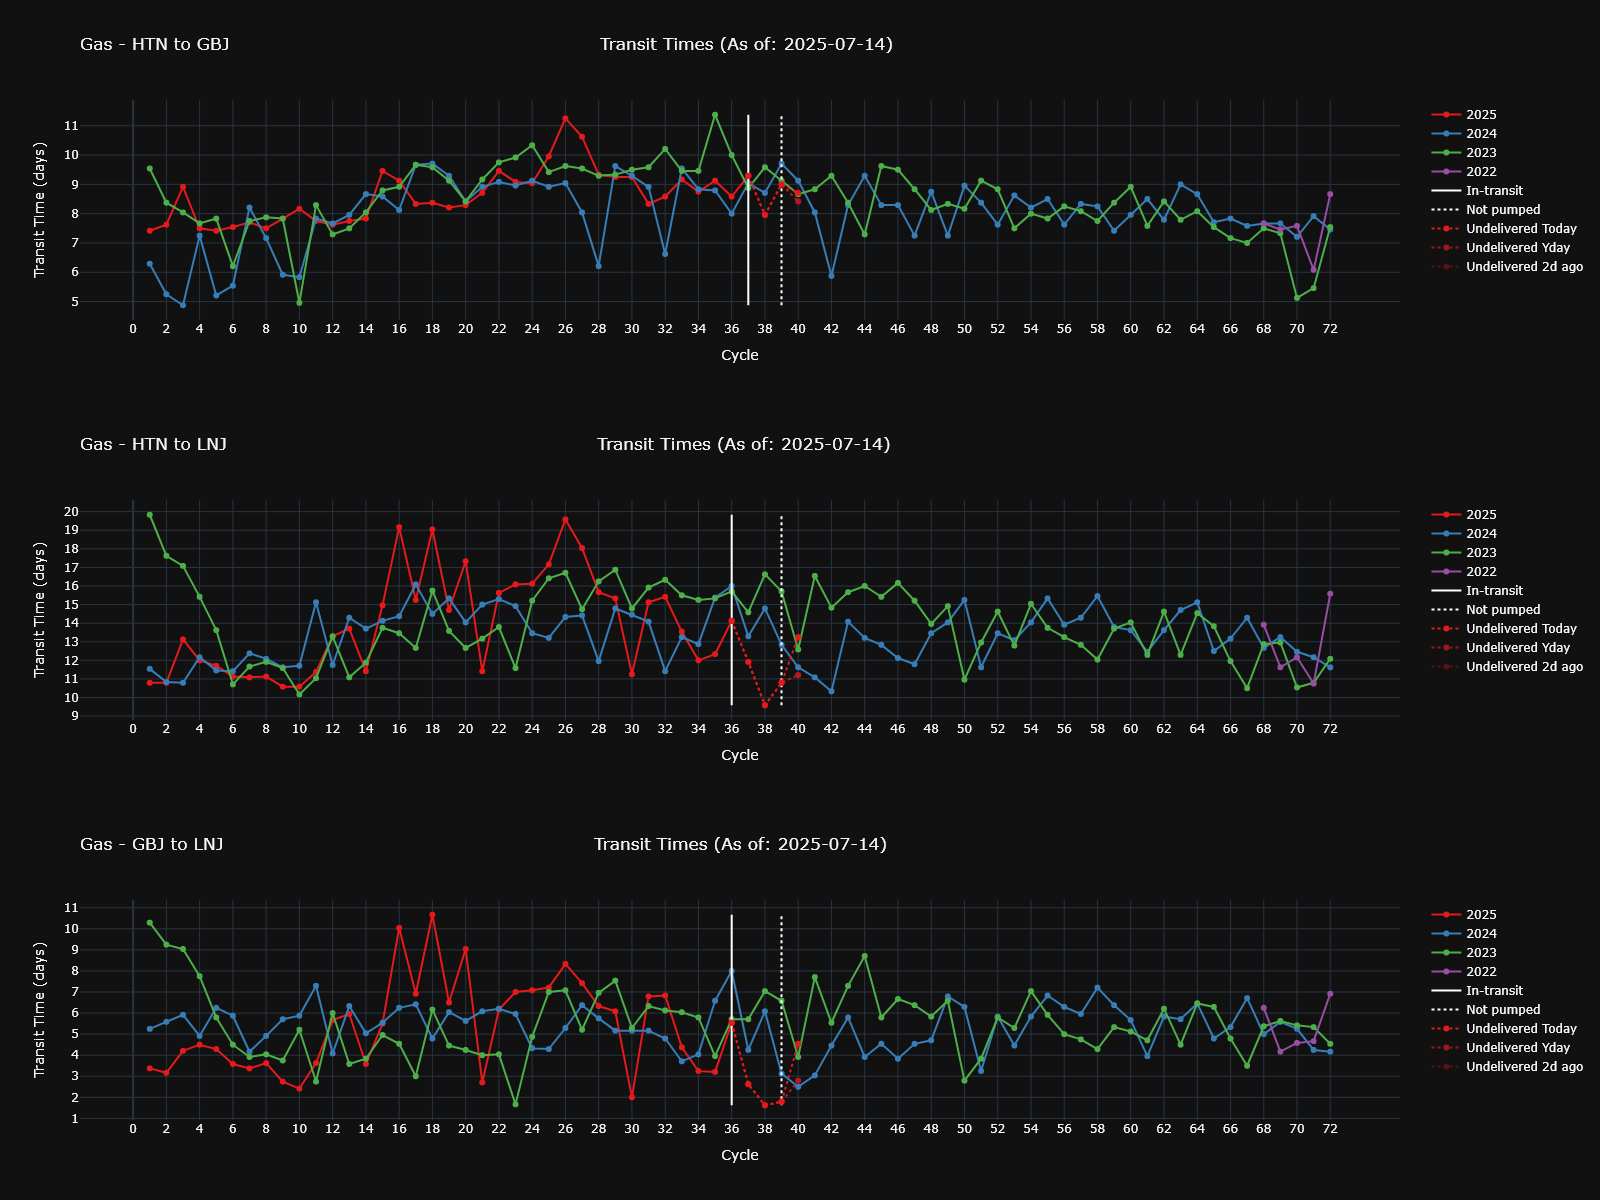 Gas - HTN to GBJ
Transit Times (As of: 2025-07-14)
Transit Time (days)
11
10
9
8
7
6
5
0 2 4 6 8 10 12 14 16 18 20 22 24 26 28 30 32 34 36 38 40 42 44 46 48 50 52 54 56 58 60 62 64 66 68 70 72
Cycle
2025
2024
2023
2022
In-transit
Not pumped
Undelivered Today
Undelivered Yday
Undelivered 2d ago
Gas - HTN to LNJ
Transit Times (As of: 2025-07-14)
Transit Time (days)
20
19
18
17
16
15
14
13
12
11
10
9
0 2 4 6 8 10 12 14 16 18 20 22 24 26 28 30 32 34 36 38 40 42 44 46 48 50 52 54 56 58 60 62 64 66 68 70 72
Cycle
2025
2024
2023
2022
In-transit
Not pumped
Undelivered Today
Undelivered Yday
Undelivered 2d ago
Gas - GBJ to LNJ
Transit Times (As of: 2025-07-14)
Transit Time (days)
11
10
9
8
7
6
5
4
3
2
1
0 2 4 6 8 10 12 14 16 18 20 22 24 26 28 30 32 34 36 38 40 42 44 46 48 50 52 54 56 58 60 62 64 66 68 70 72
Cycle
2025
2024
2023
2022
In-transit
Not pumped
Undelivered Today
Undelivered Yday
Undelivered 2d ago